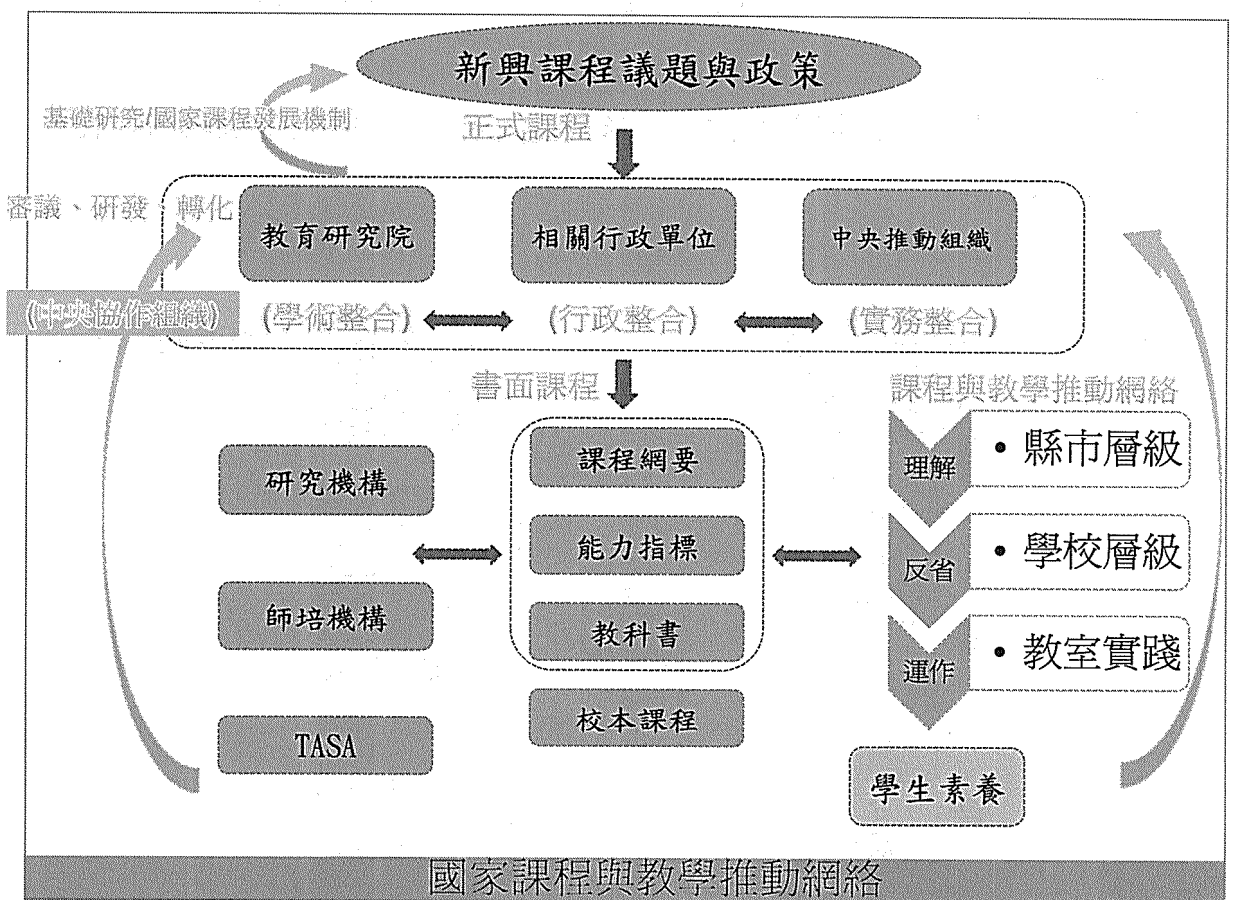 新興課程議題與政策
基礎研究/國家課程發展機制
正式課程
審議、研發、轉化
教育研究院
相關行政單位
中央推動組織
(中央協作組織)
(學術整合)
(行政整合)
(實務整合)
書面課程
課程與教學推動網絡
研究機構
師培機構
TASA
課程綱要
能力指標
教科書
校本課程
理解
• 縣市層級
反省
• 學校層級
運作
• 教室實踐
學生素養
國家課程與教學推動網絡